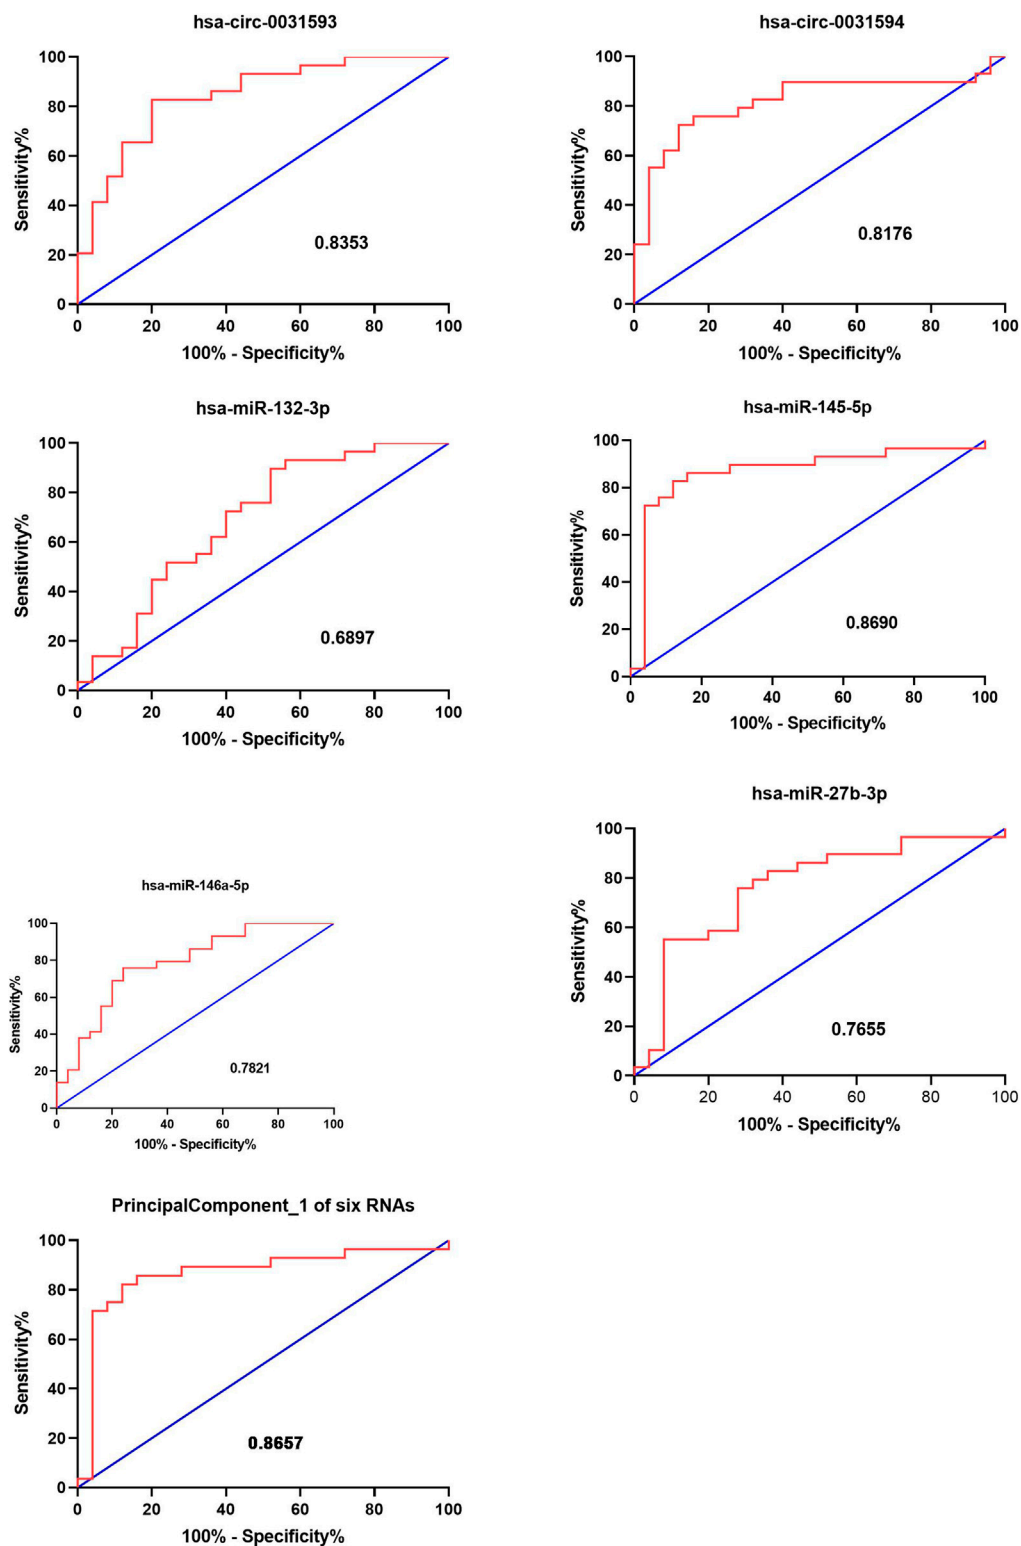 hsa-circ-0031593
hsa-circ-0031594
100
80
60
40
20
0
Sensitivity%
0.8353
0 20 40 60 80 100
100% - Specificity%
100
80
60
40
20
0
Sensitivity%
0.8176
0 20 40 60 80 100
100% - Specificity%
hsa-miR-132-3p
100
80
60
40
20
0
Sensitivity%
0.6897
0 20 40 60 80 100
100% - Specificity%
hsa-miR-145-5p
100
80
60
40
20
0
Sensitivity%
0.8690
0 20 40 60 80 100
100% - Specificity%
hsa-miR-146a-5p
100
80
60
40
20
0
Sensitivity%
0.7821
0 20 40 60 80 100
100% - Specificity%
hsa-miR-27b-3p
100
80
60
40
20
0
Sensitivity%
0.7655
0 20 40 60 80 100
100% - Specificity%
PrincipalComponent_1 of six RNAs
100
80
60
40
20
0
Sensitivity%
0.8657
0 20 40 60 80 100
100% - Specificity%